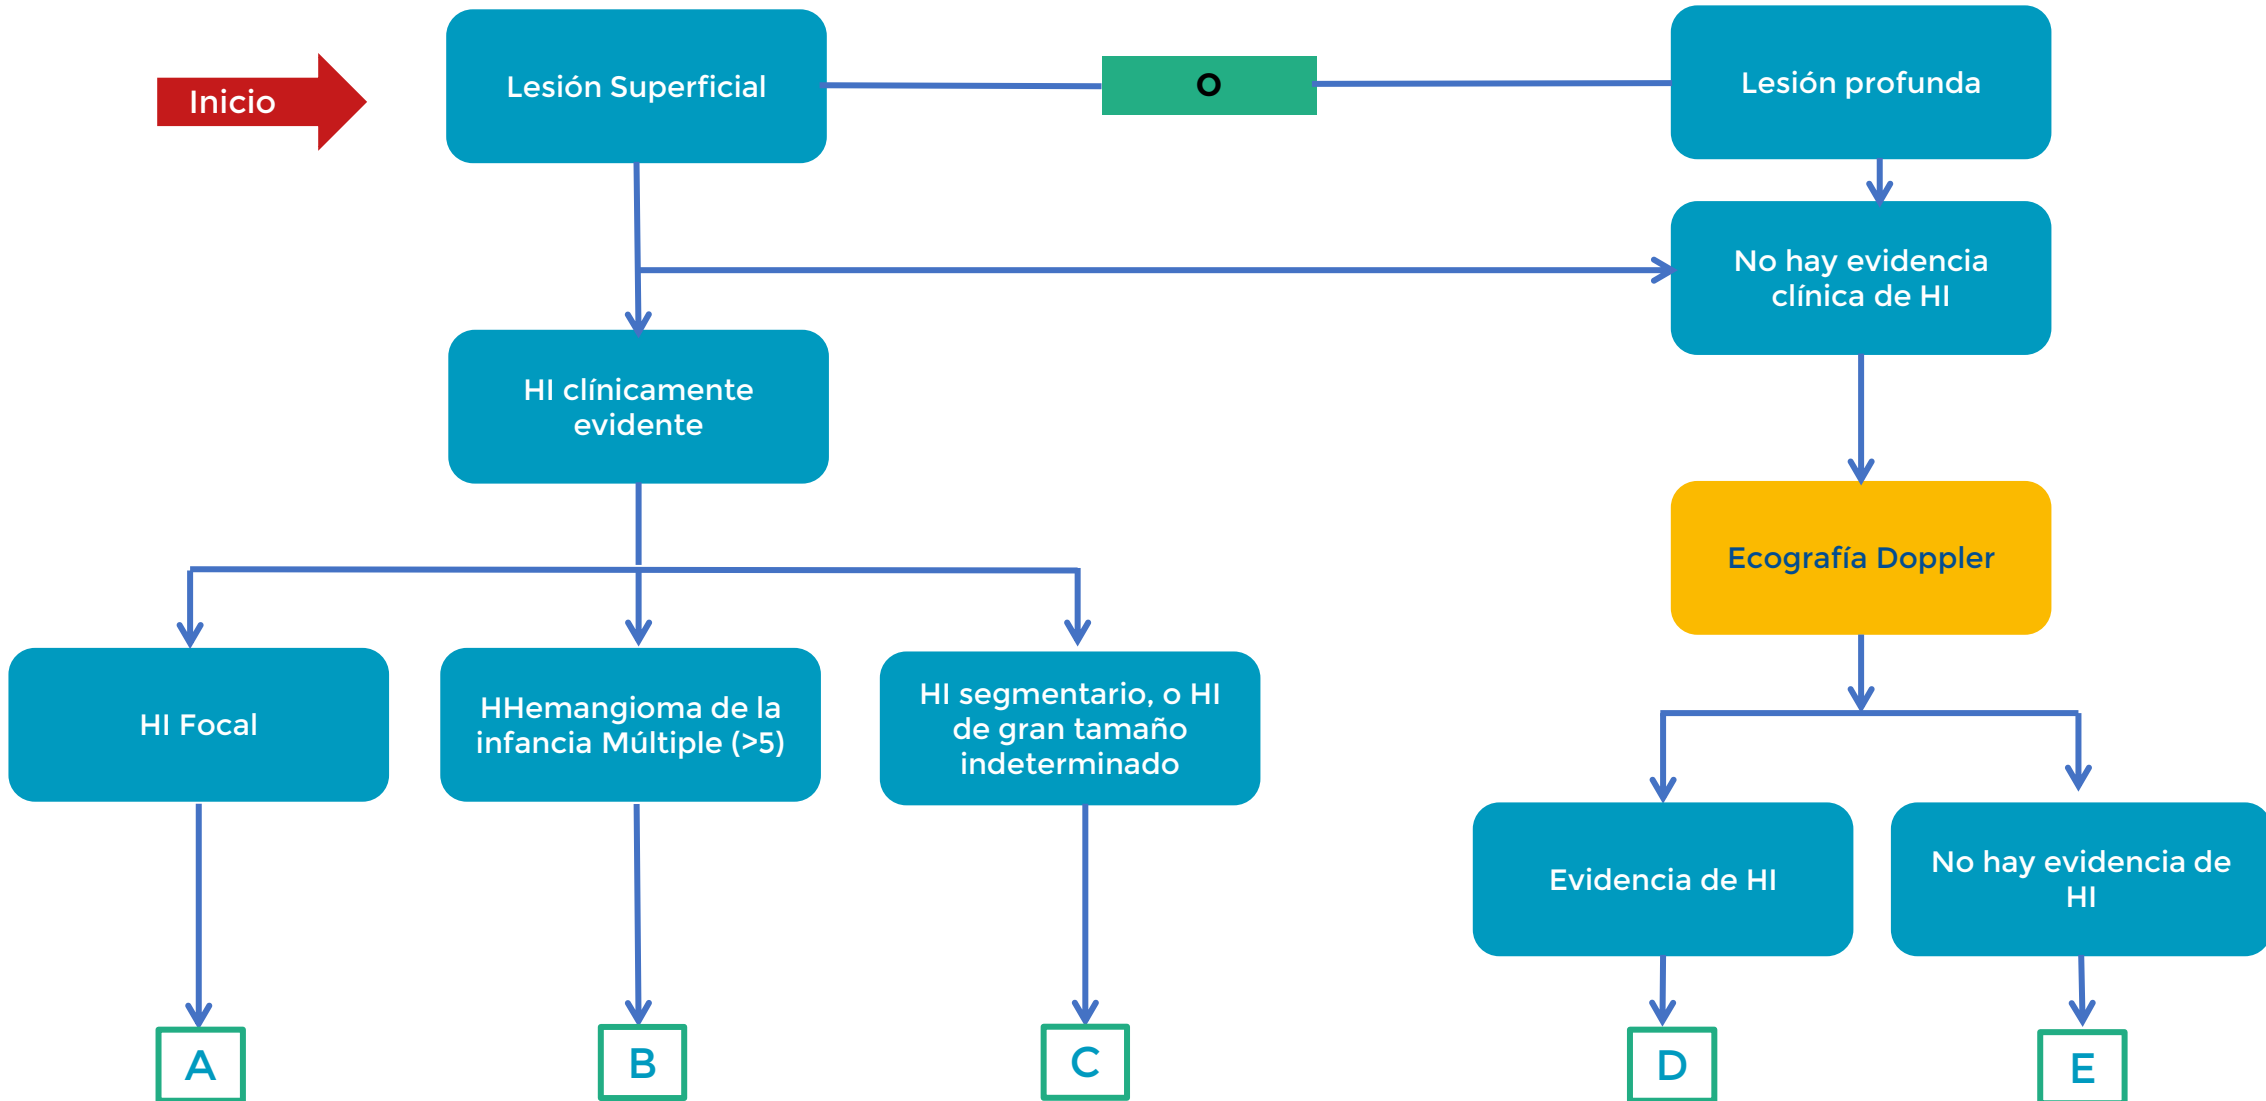 Inicio
Lesión Superficial
O
Lesión profunda
No hay evidencia
clínica de HI
HI clínicamente
evidente
Ecografía Doppler
HI Focal
HHemangioma de la
infancia Múltiple (>5)
HI segmentario, o HI
de gran tamaño
indeterminado
Evidencia de HI
No hay evidencia de
HI
A
B
C
D
E